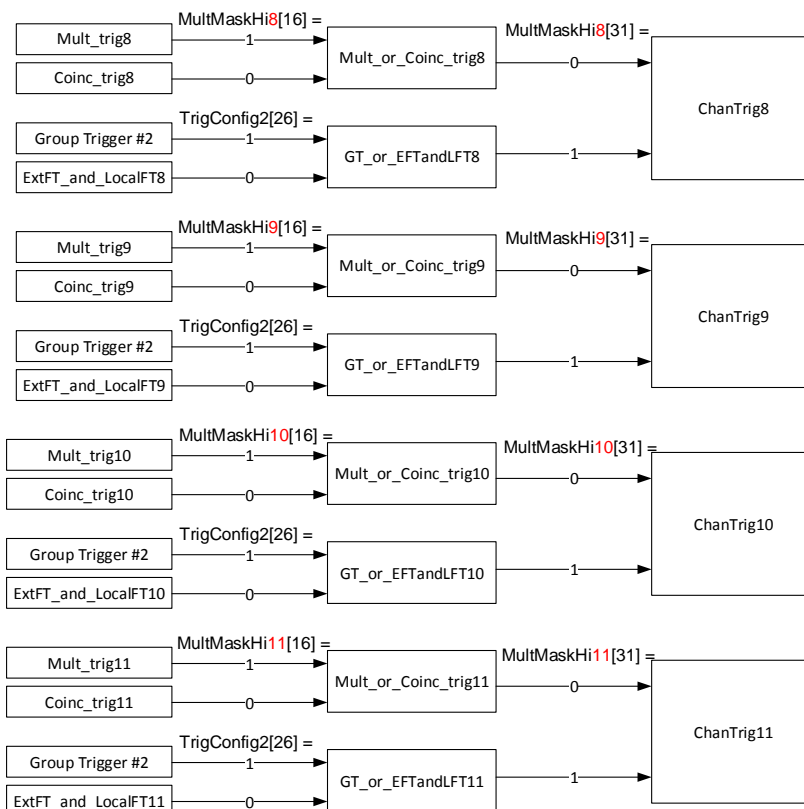 MultMaskHi8[16] =
MultMaskHi8[31] =
Mult_trig8
1
Mult_or_Coinc_trig8
0
Coinc_trig8
0
ChanTrig8
TrigConfig2[26] =
Group Trigger #2
1
GT_or_EFTandLFT8
1
ExtFT_and_LocalFT8
0
MultMaskHi9[16] =
MultMaskHi9[31] =
Mult_trig9
1
Mult_or_Coinc_trig9
0
Coinc_trig9
0
ChanTrig9
TrigConfig2[26] =
Group Trigger #2
1
GT_or_EFTandLFT9
1
ExtFT_and_LocalFT9
0
MultMaskHi10[16] =
MultMaskHi10[31] =
Mult_trig10
1
Mult_or_Coinc_trig10
0
Coinc_trig10
0
ChanTrig10
TrigConfig2[26] =
Group Trigger #2
1
GT_or_EFTandLFT10
1
ExtFT_and_LocalFT10
0
MultMaskHi11[16] =
MultMaskHi11[31] =
Mult_trig11
1
Mult_or_Coinc_trig11
0
Coinc_trig11
0
ChanTrig11
TrigConfig2[26] =
Group Trigger #2
1
GT_or_EFTandLFT11
1
ExtFT_and_LocalFT11
0